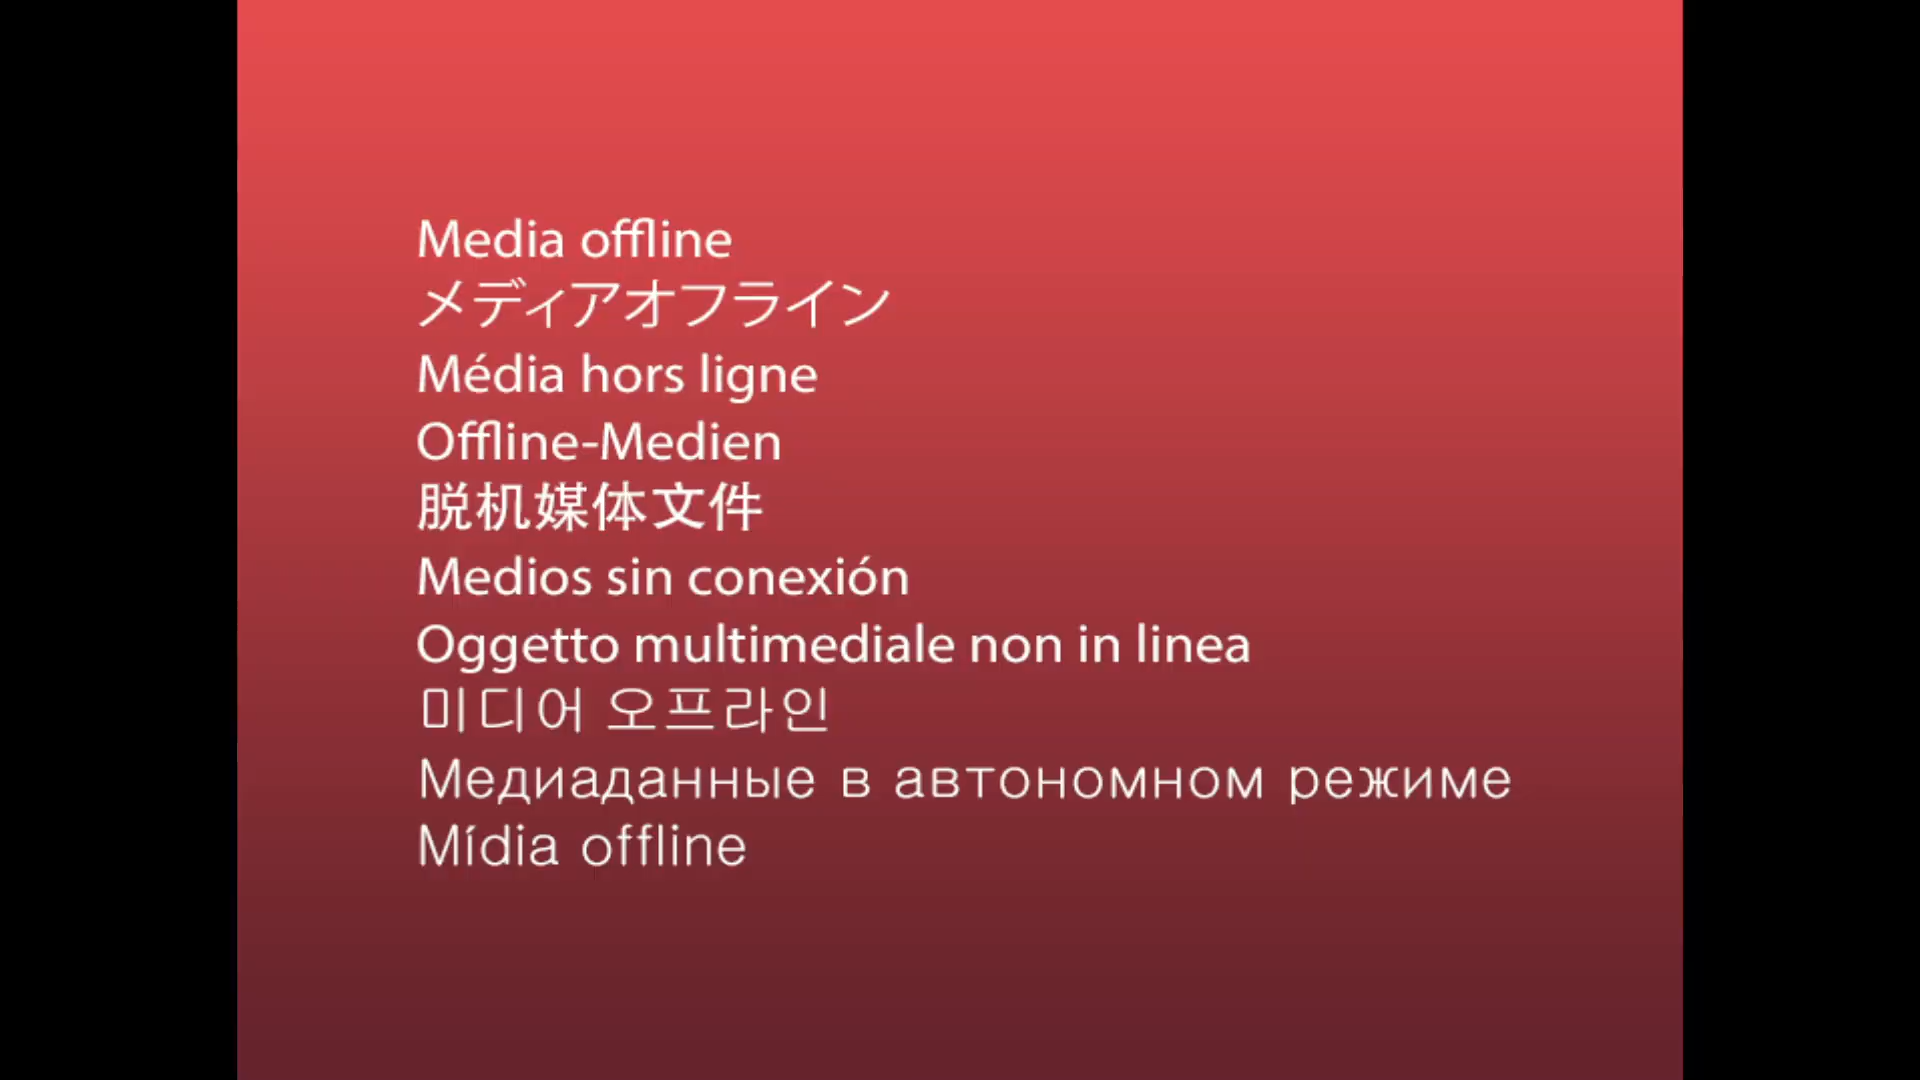 Media offline
メディアオフライン
Média hors ligne
Offline-Medien
脱机媒体文件
Medios sin conexión
Oggetto multimediale non in linea
미디어 오프라인
Медиаданные в автономном режиме
Mídia offline